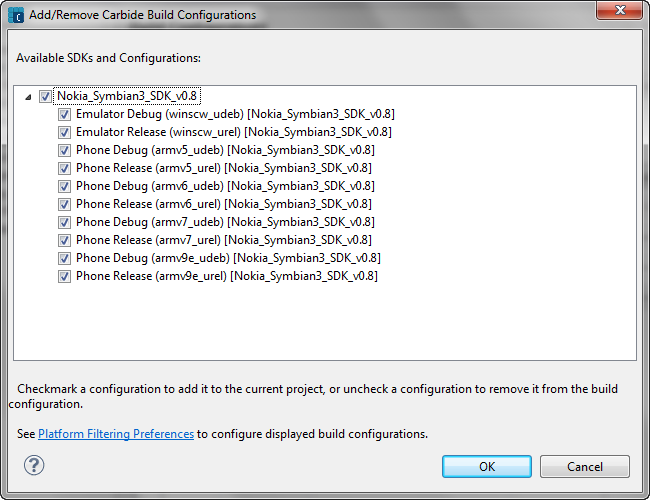 Add/Remove Carbide Build Configurations
Available SDKs and Configurations:
Nokia_Symbian3_SDK_v0.8
Emulator Debug (winscw_udeb) [Nokia_Symbian3_SDK_v0.8]
Emulator Release (winscw_urel) [Nokia_Symbian3_SDK_v0.8]
Phone Debug (armv5_udeb) [Nokia_Symbian3_SDK_v0.8]
Phone Release (armv5_urel) [Nokia_Symbian3_SDK_v0.8]
Phone Debug (armv6_udeb) [Nokia_Symbian3_SDK_v0.8]
Phone Release (armv6_urel) [Nokia_Symbian3_SDK_v0.8]
Phone Debug (armv7_udeb) [Nokia_Symbian3_SDK_v0.8]
Phone Release (armv7_urel) [Nokia_Symbian3_SDK_v0.8]
Phone Debug (armv9e_udeb) [Nokia_Symbian3_SDK_v0.8]
Phone Release (armv9e_urel) [Nokia_Symbian3_SDK_v0.8]
Checkmark a configuration to add it to the current project, or uncheck a configuration to remove it from the build
configuration.
See Platform Filtering Preferences to configure displayed build configurations.
OK Cancel